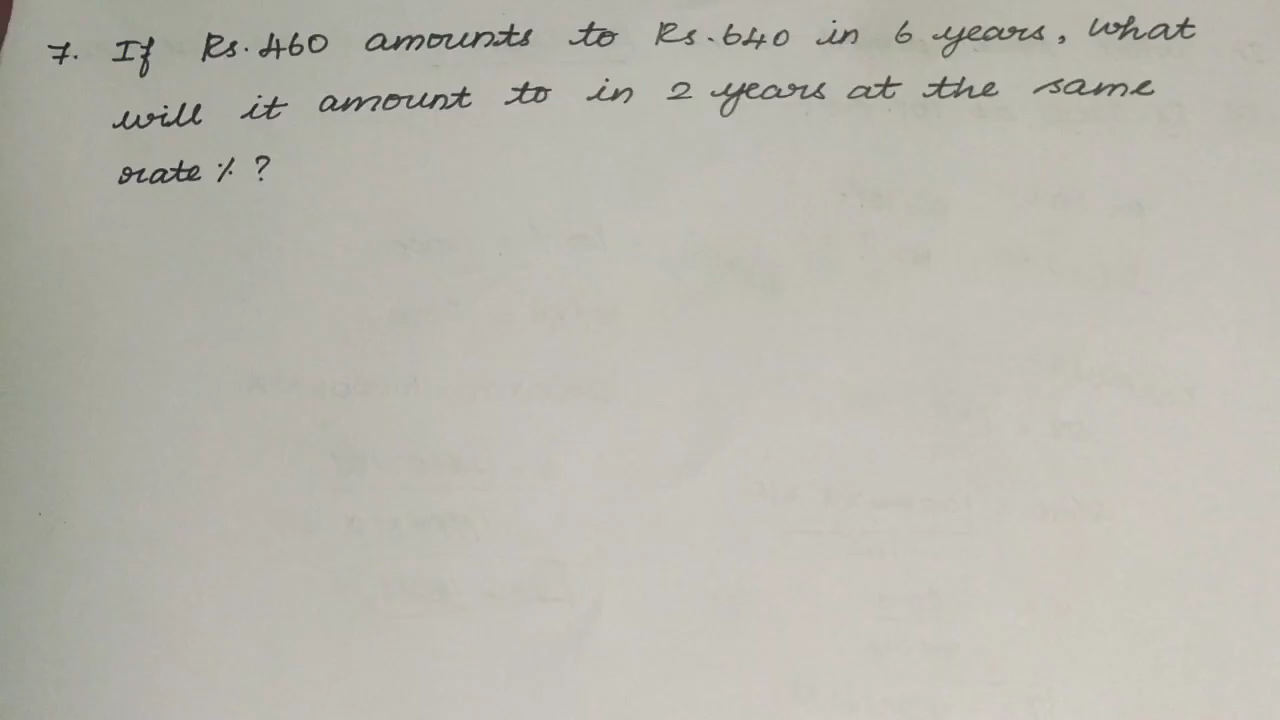 7. If Rs.460 amounts to Rs.640 in 6 years, What
will it amount to in 2 years at the same
rate % ?